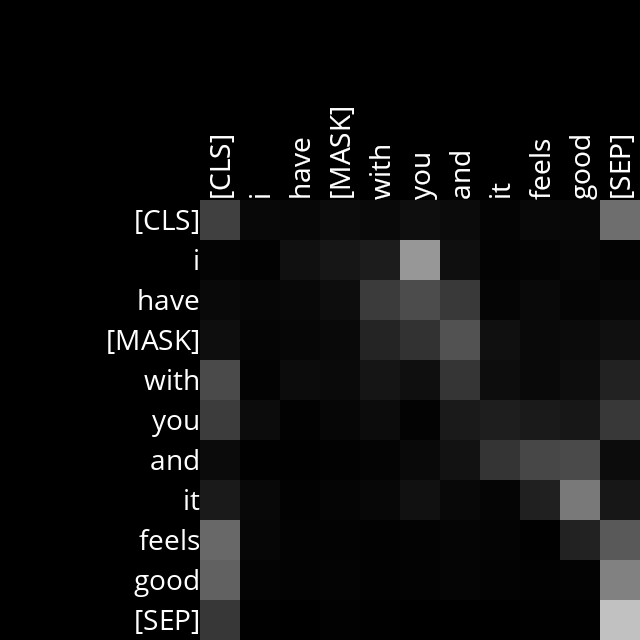 [CLS] i have [MASK] with you and it feels good [SEP]
[CLS]
i
have
[MASK]
with
you
and
it
feels
good
[SEP]